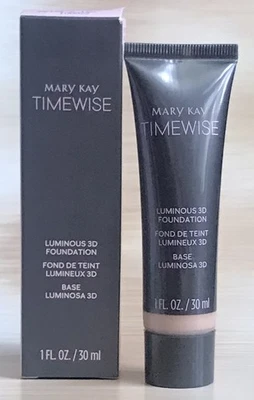 MARY KAY
TIMEWISE
LUMINOUS 3D
FOUNDATION
FOND DE TEINT
LUMINEUX 3D
BASE
LUMINOSA 3D
1 FL. OZ. / 30 ml
MARY KAY
TIMEWISE
LUMINOUS 3D
FOUNDATION
FOND DE TEINT
LUMINEUX 3D
BASE
LUMINOSA 3D
1 FL. OZ. / 30 ml